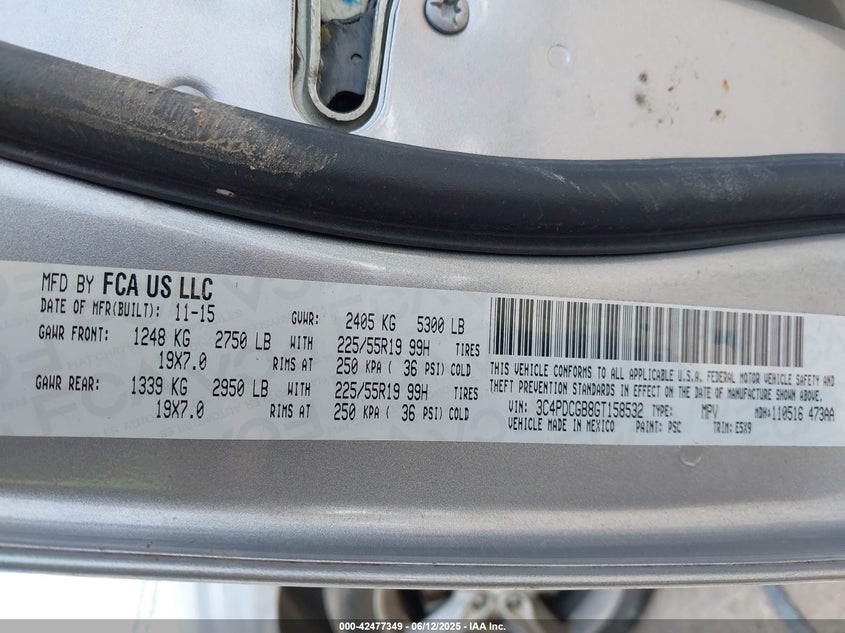 MFD BY FCA US LLC
DATE OF MFR(BUILT): 11-15 GVWR: 2405 KG 5300 LB
GAWR FRONT: 1248 KG 2750 LB WITH 225/55R19 99H TIRES
19X7.0 RIMS AT 250 KPA ( 36 PSI) COLD
GAWR REAR: 1339 KG 2950 LB WITH 225/55R19 99H TIRES
19X7.0 RIMS AT 250 KPA ( 36 PSI) COLD
THIS VEHICLE CONFORMS TO ALL APPLICABLE U.S.A. FEDERAL MOTOR VEHICLE SAFETY AND
THEFT PREVENTION STANDARDS IN EFFECT ON THE DATE OF MANUFACTURE SHOWN ABOVE.
VIN: 3C4PDCGB8GT158532 TYPE: MPV MDH: 110516 473AA
VEHICLE MADE IN MEXICO PAINT: PSC TRIM: E5X9
000-42477349 - 06/12/2025 - IAA Inc.